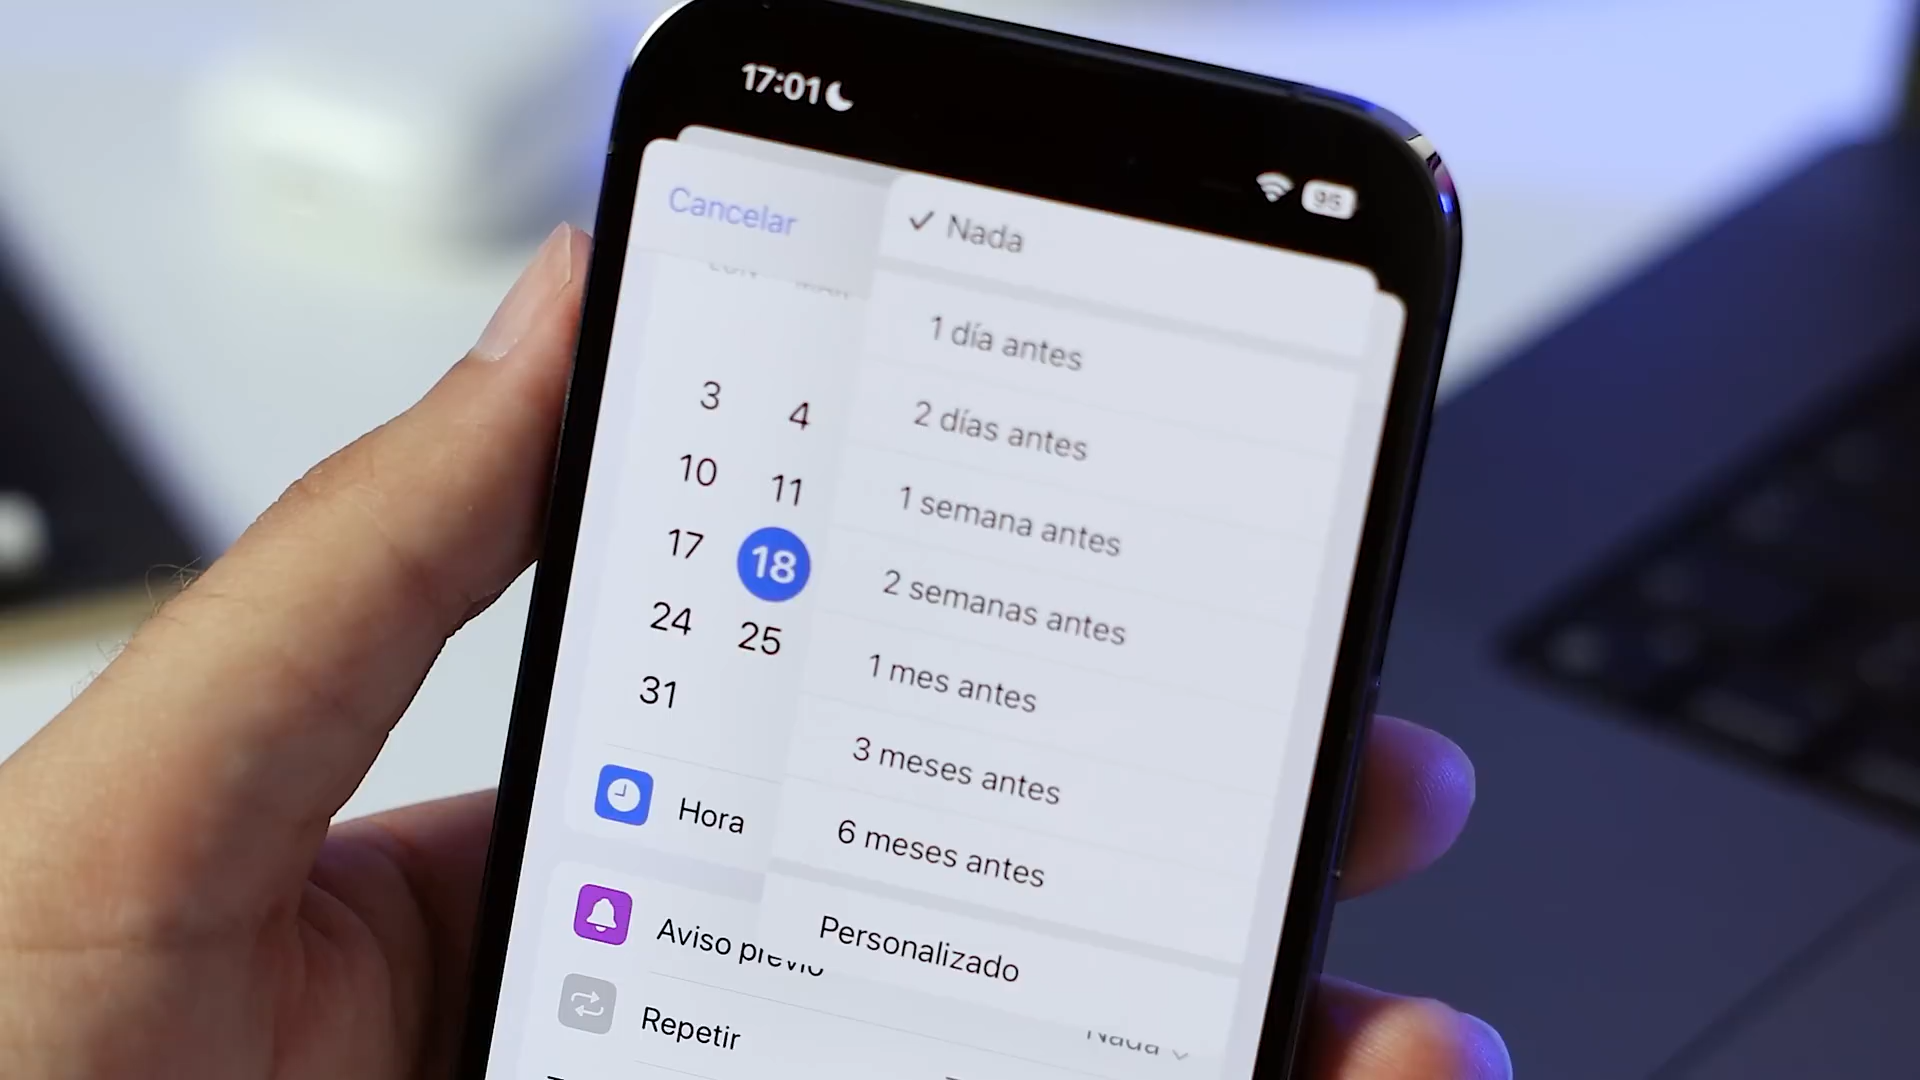 17:01
95
Cancelar
✓ Nada
1 día antes
2 días antes
1 semana antes
2 semanas antes
1 mes antes
3 meses antes
6 meses antes
Personalizado
3 4
10 11
17 18
24 25
31
Hora
Aviso previo
Nada
Repetir